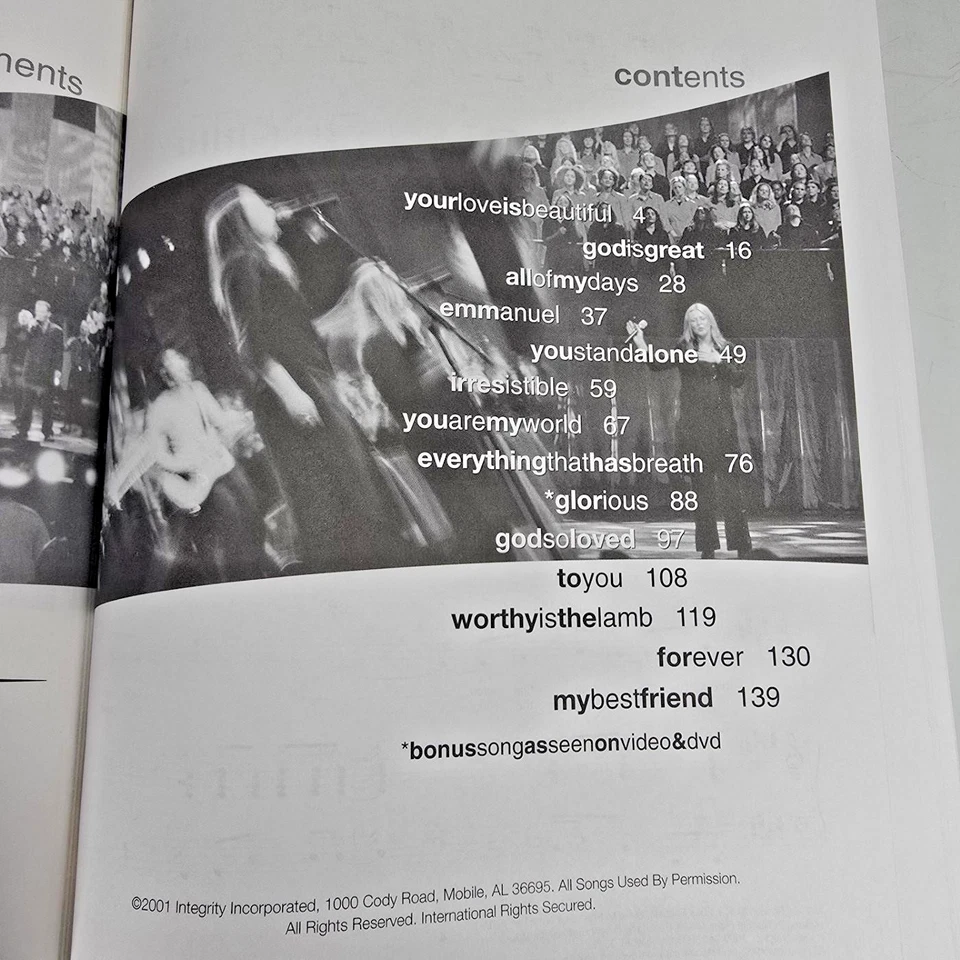 contents
yourloveisbeautiful 4
godisgreat 16
allofmydays 28
emmanuel 37
youstandalone 49
irresistible 59
youaremyworld 67
everythingthathasbreath 76
*glorious 88
godsoloved 97
toyou 108
worthyisthelamb 119
forever 130
mybestfriend 139
*bonussongasseenonvideo&dvd
©2001 Integrity Incorporated, 1000 Cody Road, Mobile, AL 36695. All Songs Used By Permission.
All Rights Reserved. International Rights Secured.